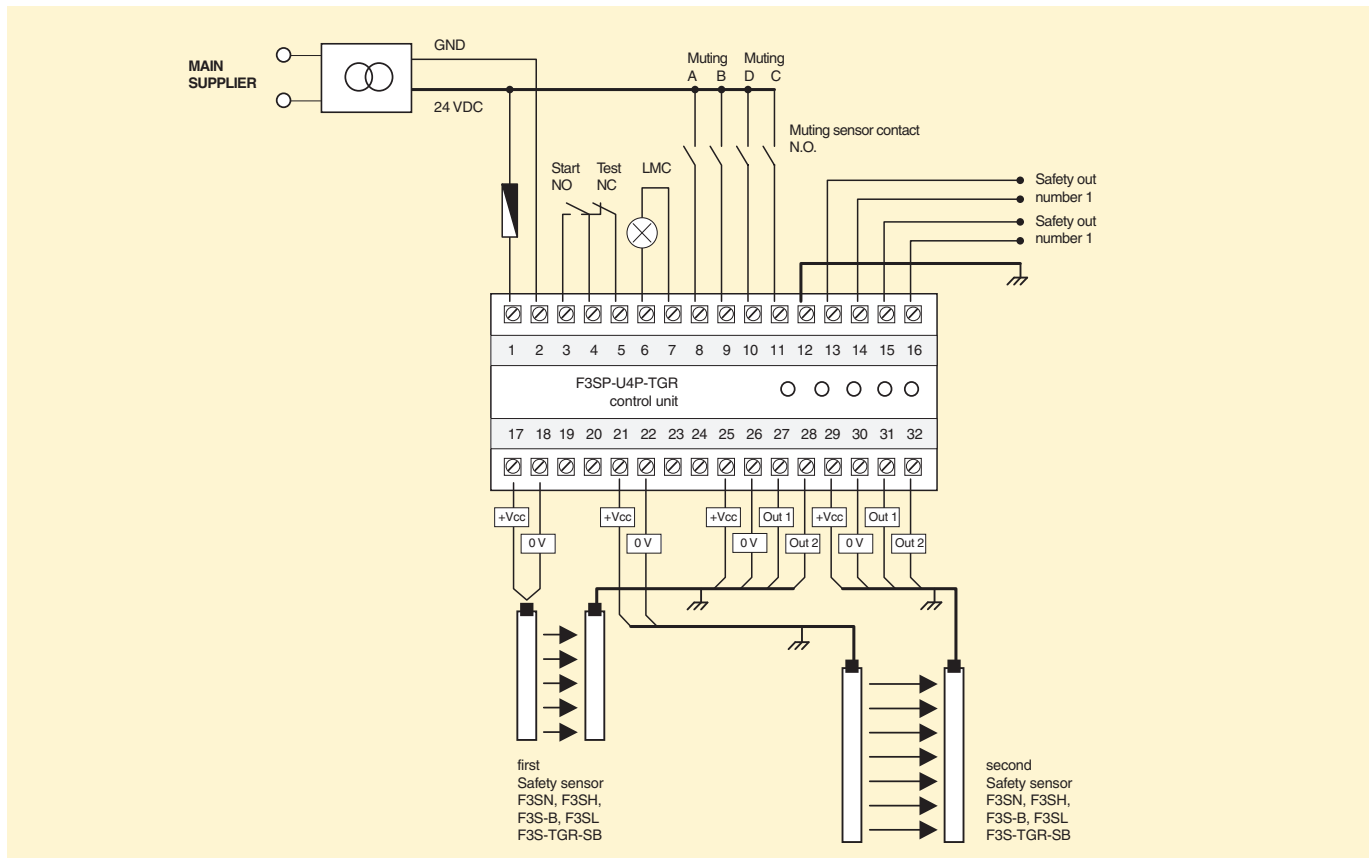 MAIN
SUPPLIER
GND
24 VDC
Muting Muting
A B D C
Muting sensor contact
N.O.
Start Test LMC
NO NC
Safety out
number 1
Safety out
number 1
1 2 3 4 5 6 7 8 9 10 11 12 13 14 15 16
F3SP-U4P-TGR
control unit
17 18 19 20 21 22 23 24 25 26 27 28 29 30 31 32
+Vcc +Vcc +Vcc Out 1 +Vcc Out 1
0 V 0 V 0 V Out 2 0 V Out 2
first
Safety sensor
F3SN, F3SH,
F3S-B, F3SL
F3S-TGR-SB
second
Safety sensor
F3SN, F3SH,
F3S-B, F3SL
F3S-TGR-SB